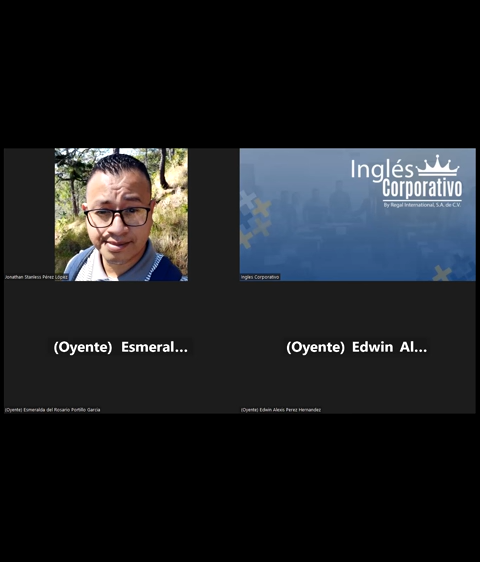 Inglés
Corporativo
By Regal International, S.A. de C.V.
Jonathan Stanless Pérez López
Inglés Corporativo
(Oyente) Esmeral...
(Oyente) Edwin Al...
(Oyente) Esmeralda del Rosario Portillo Garcia
(Oyente) Edwin Alexis Perez Hernandez